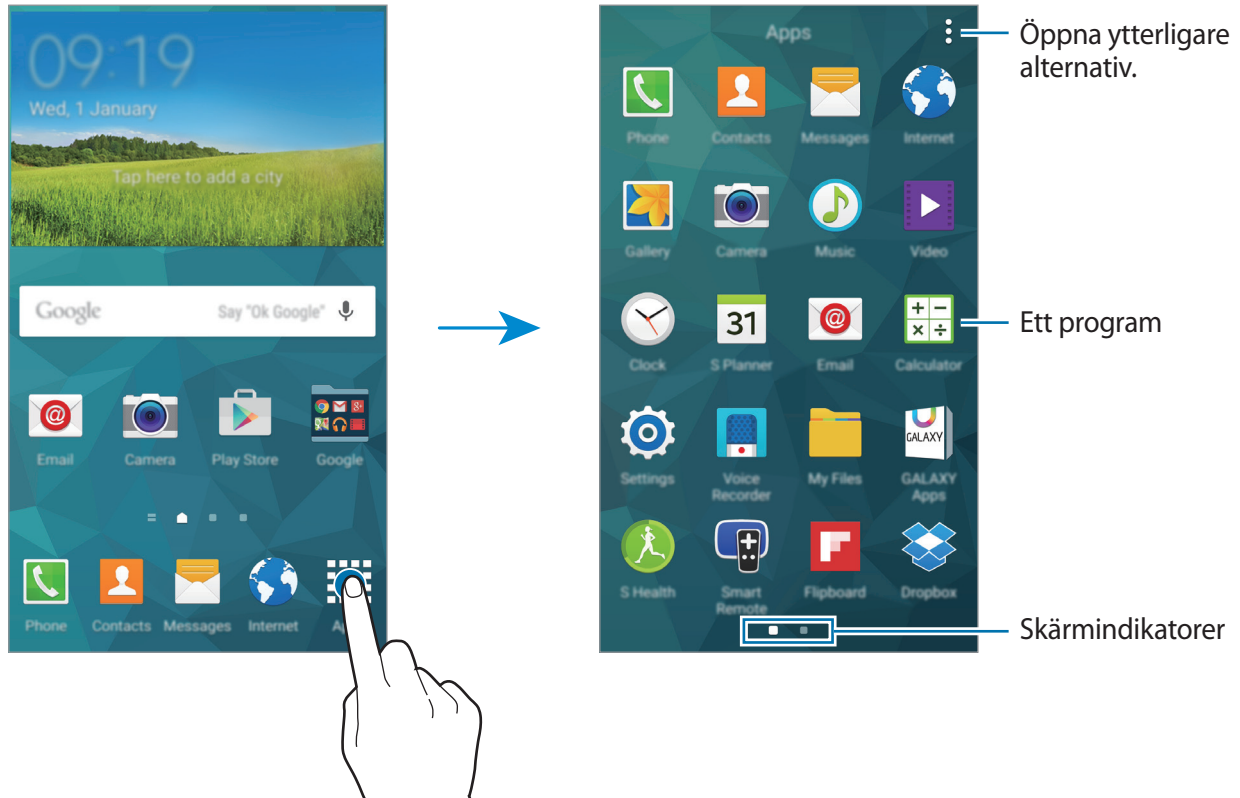 09:19
Wed, 1 January
Tap here to add a city
Google Say "Ok Google"
Email Camera Play Store Google
Phone Contacts Messages Internet
Apps
Phone Contacts Messages Internet
Gallery Camera Music Video
31
Clock S Planner Email Calculator
GALAXY
Settings Voice Recorder My Files GALAXY Apps
S Health Smart Remote Flipboard Dropbox
Öppna ytterligare
alternativ.
Ett program
Skärmindikatorer